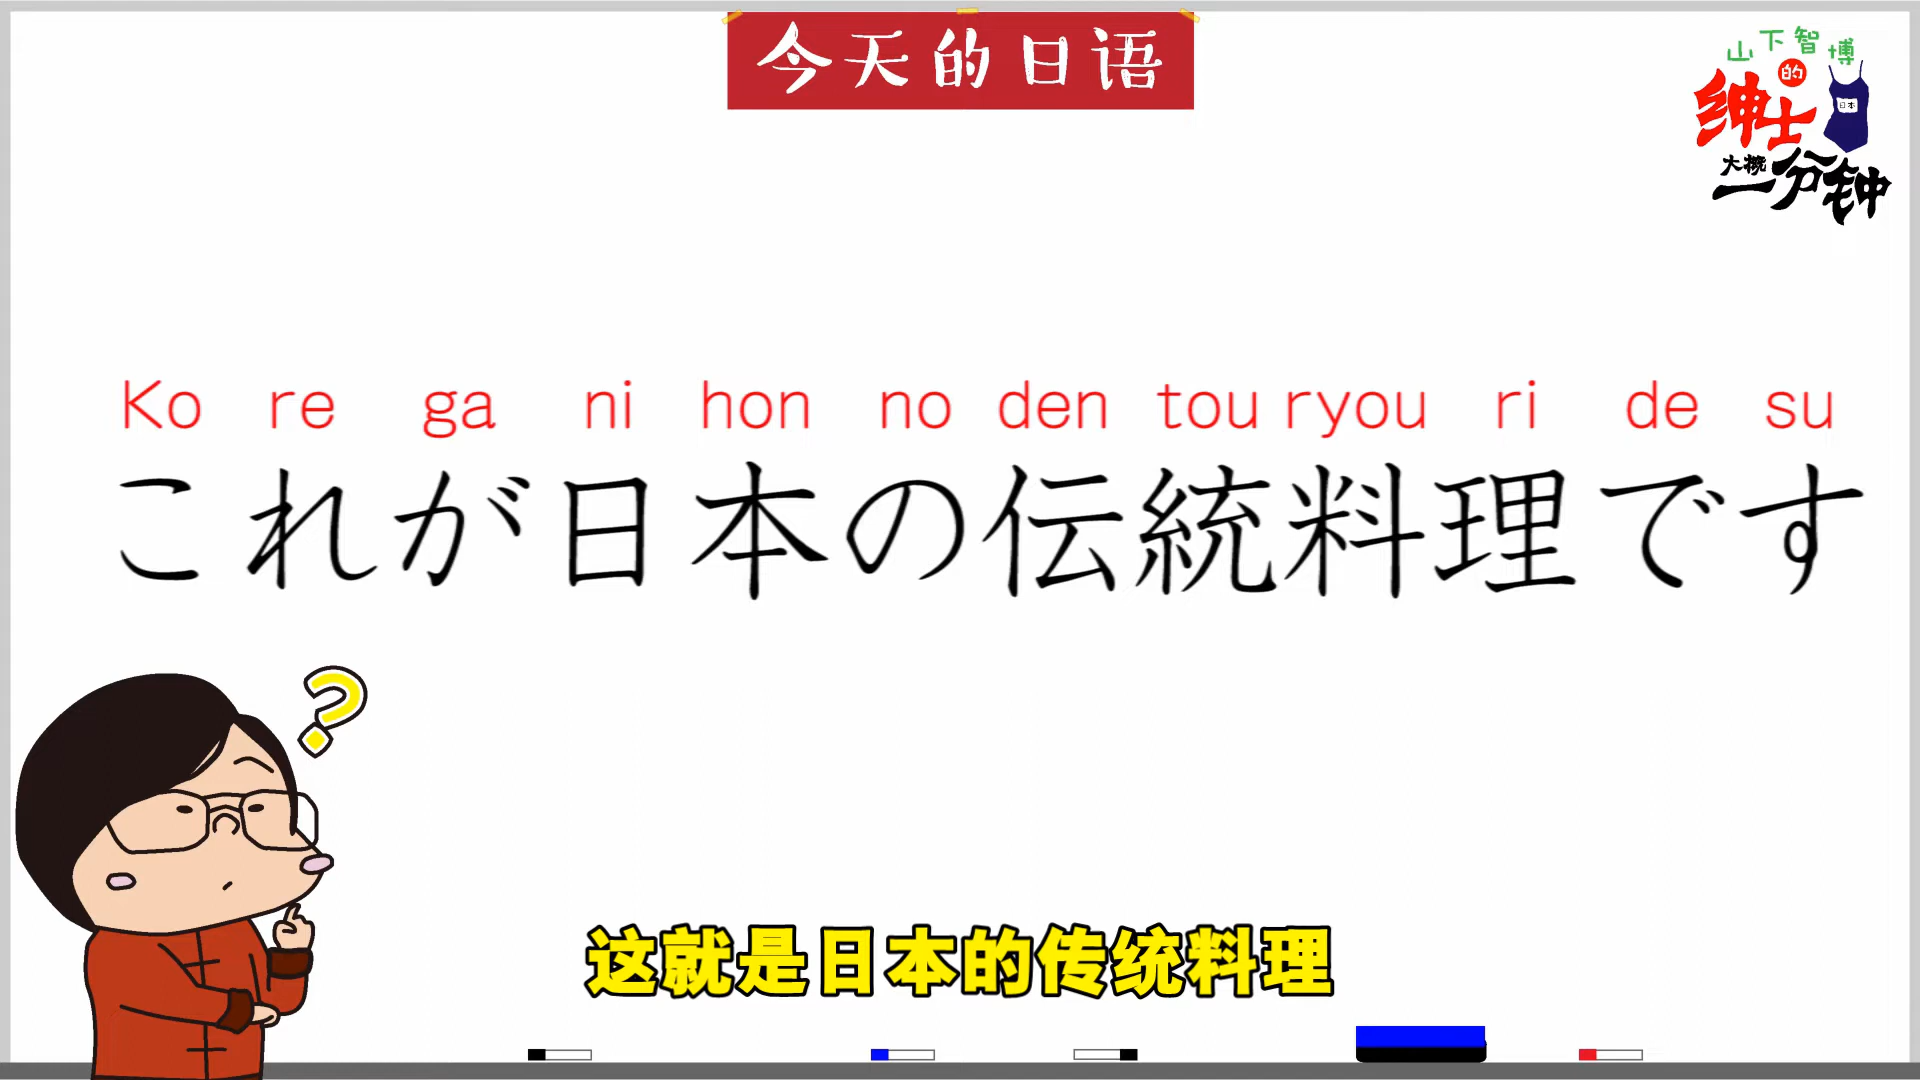 今天的日语
山下智博
的
日本
绅士
大概
一分钟
Ko re ga ni hon no den tou ryou ri de su
これが日本の伝統料理です
?
这就是日本的传统料理